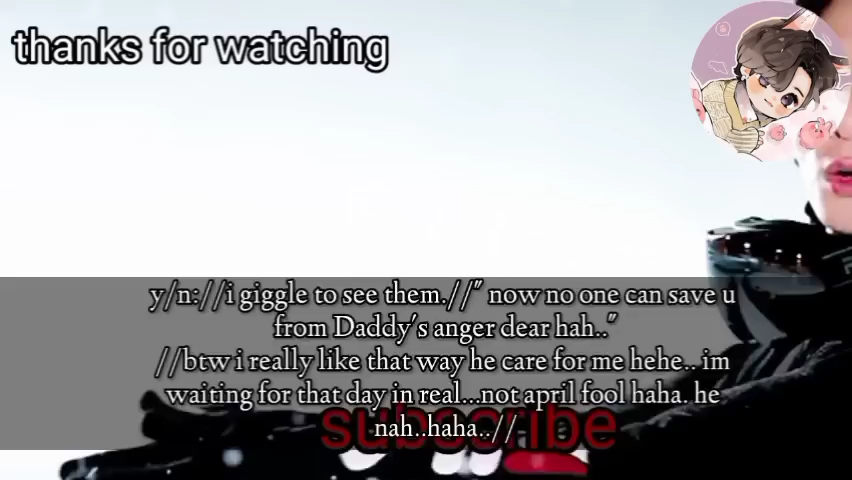 thanks for watching
y/n://i giggle to see them.//" now no one can save u
from Daddy's anger dear hah.."
//btw i really like that way he care for me hehe.. im
waiting for that day in real...not april fool haha. he
nah..haha..//
subscribe